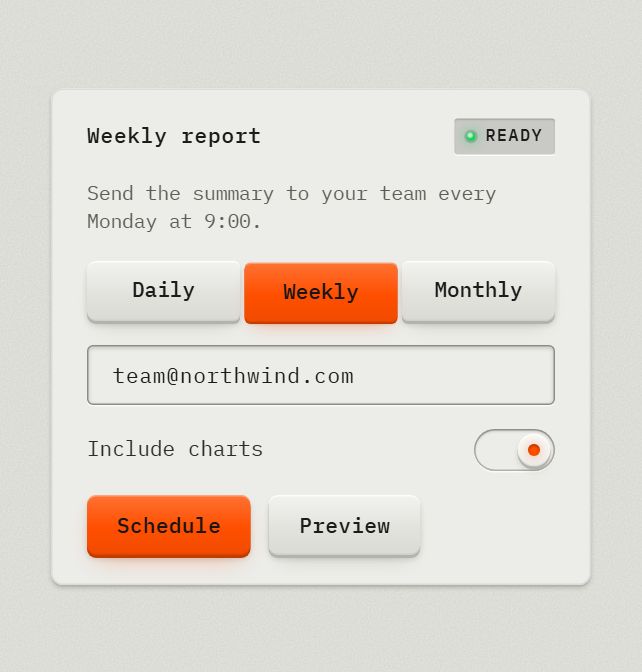 Weekly report
READY
Send the summary to your team every
Monday at 9:00.
Daily
Weekly
Monthly
team@northwind.com
Include charts
Schedule
Preview